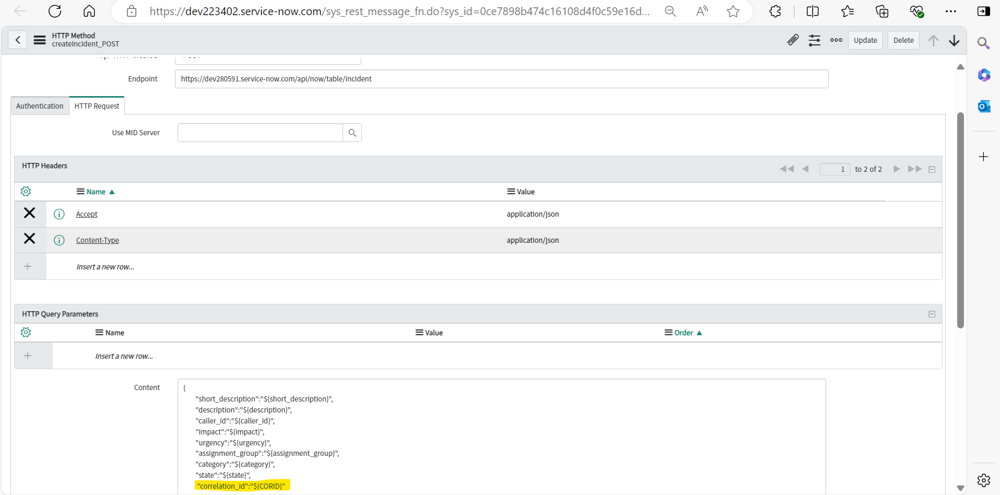 https://dev223402.service-now.com/sys_rest_message_fn.do?sys_id=0ce7898b474c16108d4f0c59e16d...
HTTP Method
createIncident_POST
Update
Delete
Endpoint
https://dev280591.service-now.com/api/now/table/incident
Authentication
HTTP Request
Use MID Server
HTTP Headers
1 to 2 of 2
Name Value
Accept application/json
Content-Type application/json
Insert a new row...
HTTP Query Parameters
Name Value Order
Insert a new row...
Content
{
"short_description":"${short_description}",
"description":"${description}",
"caller_id":"${caller_id}",
"impact":"${impact}",
"urgency":"${urgency}",
"assignment_group":"${assignment_group}",
"category":"${category}",
"state":"${state}",
"correlation_id":"${CORID}"